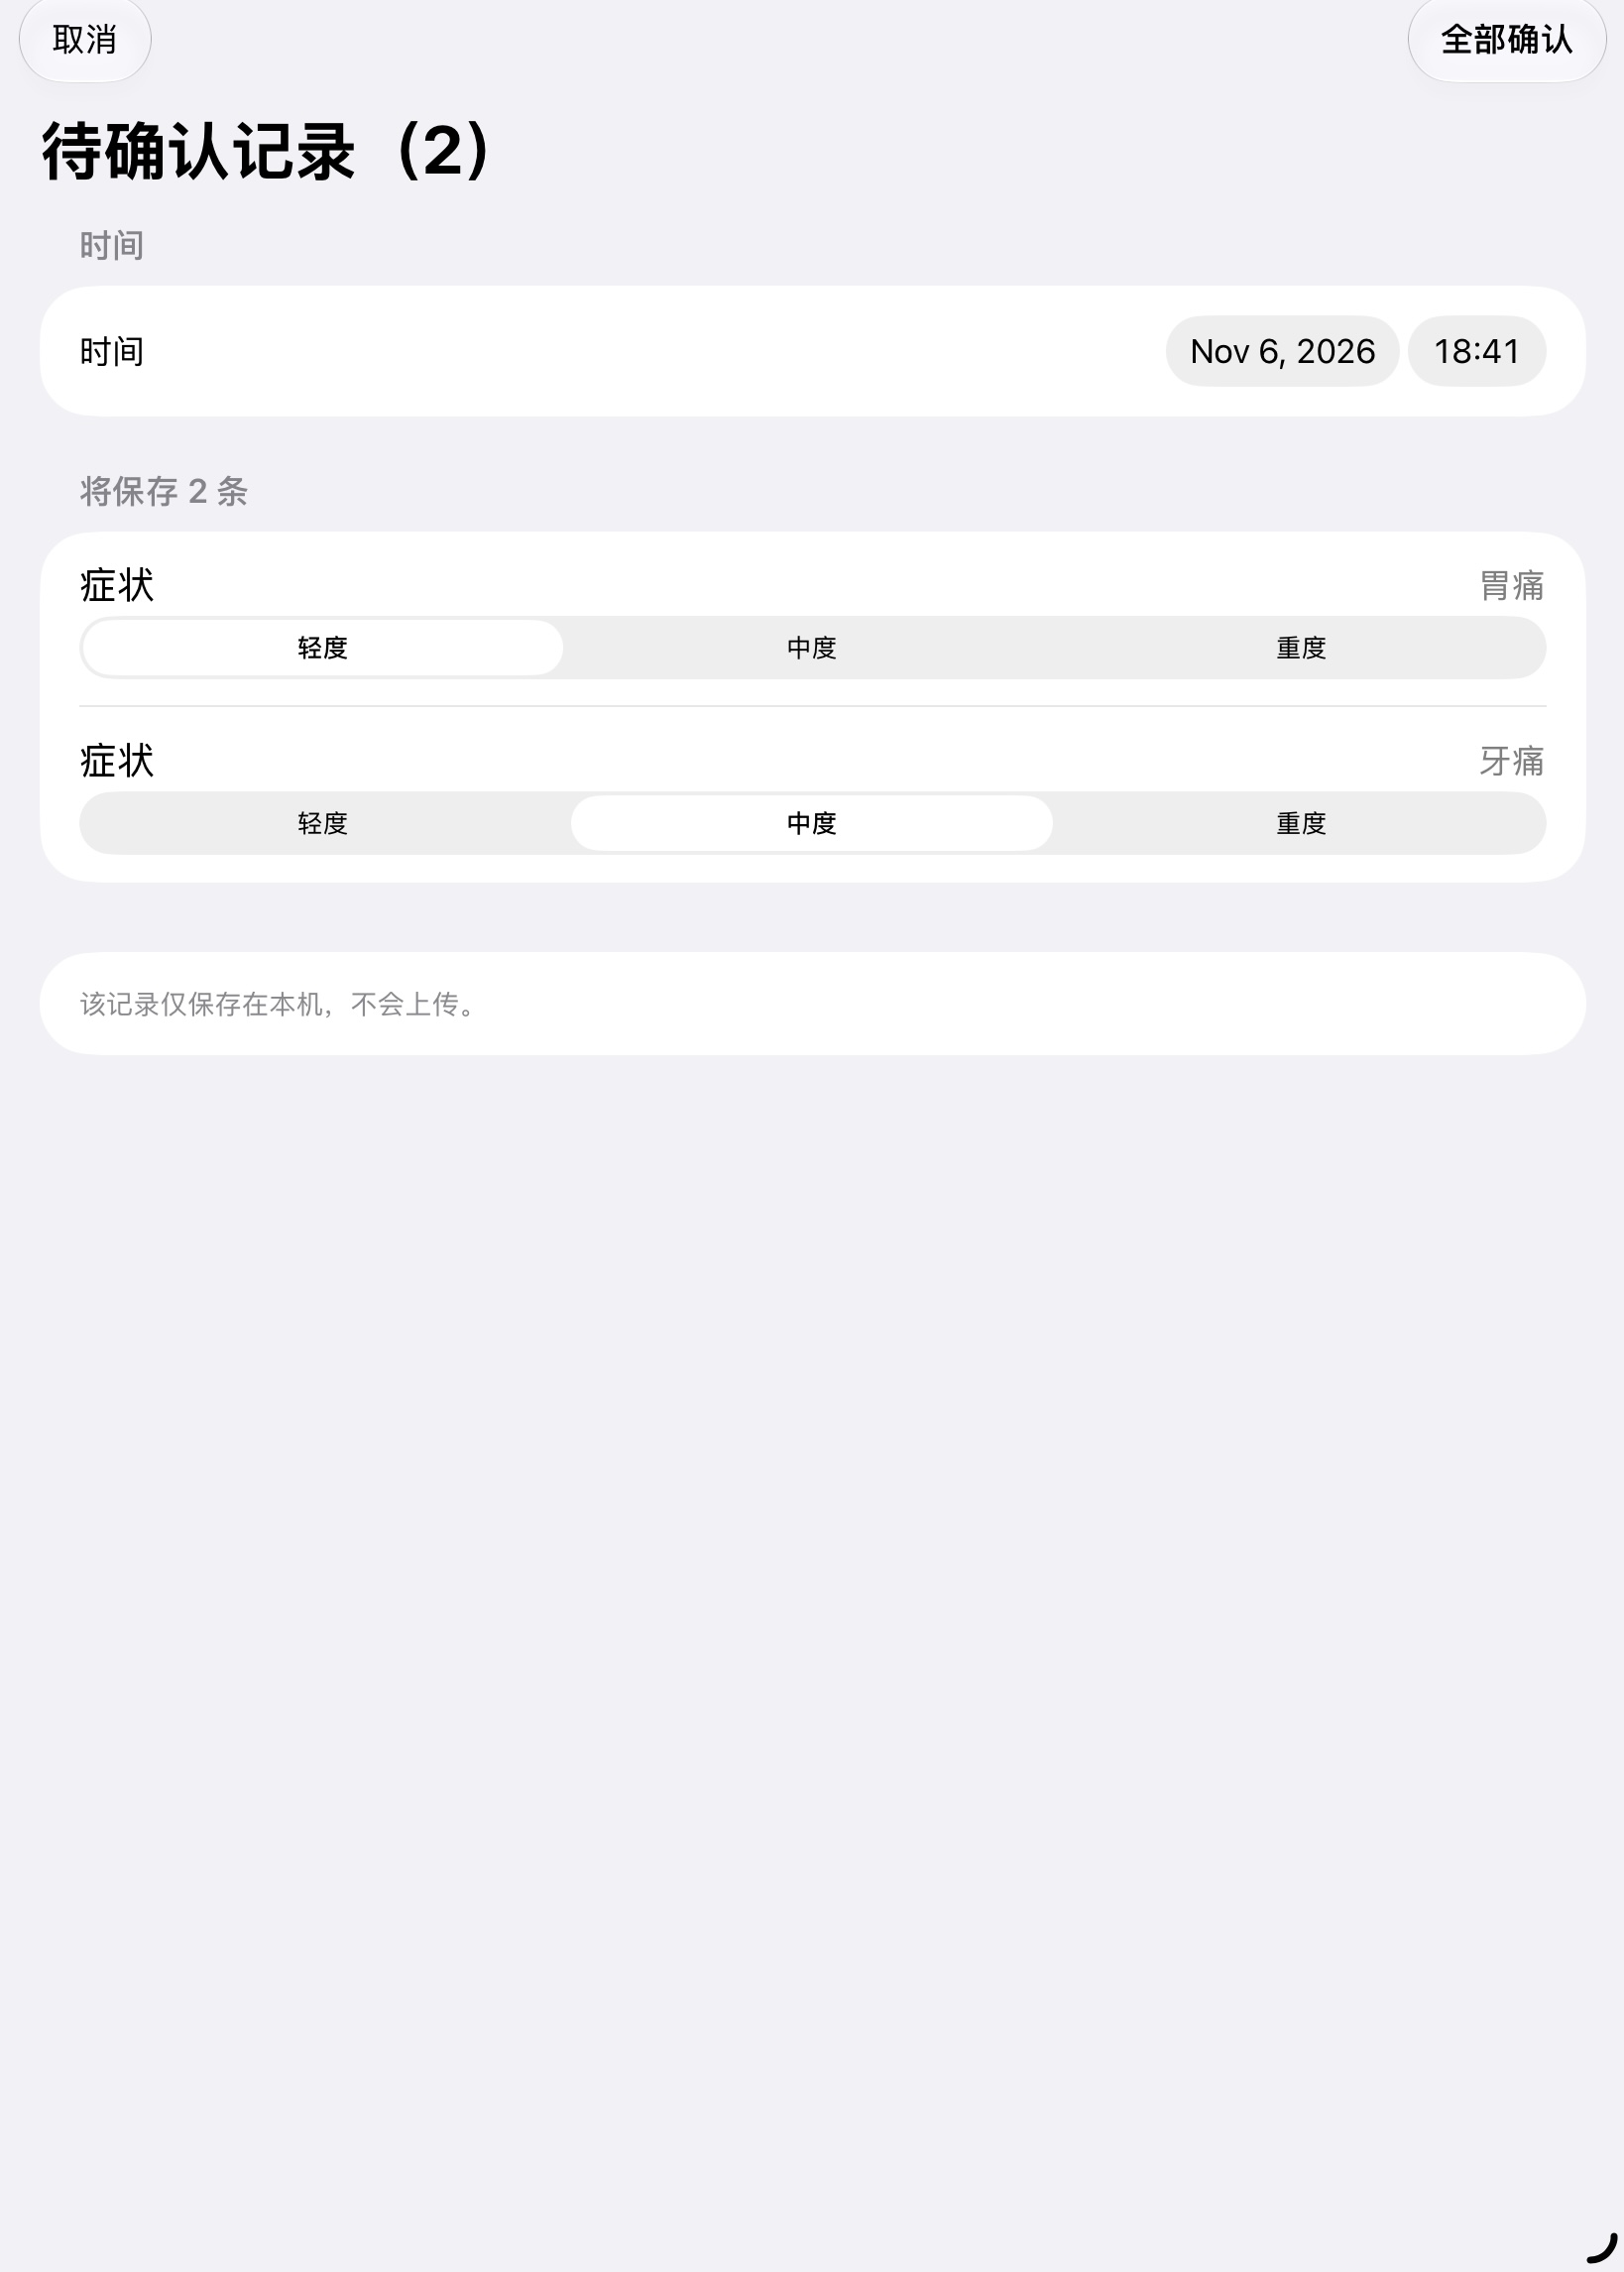 取消
全部确认
待确认记录（2）
时间
时间 Nov 6, 2026 18:41
将保存 2 条
症状 胃痛
轻度 中度 重度
症状 牙痛
轻度 中度 重度
该记录仅保存在本机，不会上传。